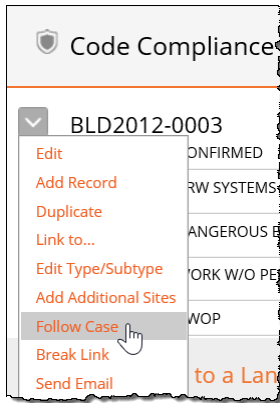 Code Compliance
BLD2012-0003
Edit
ONFIRMED
Add Record
RW SYSTEMS
Duplicate
ANGEROUS
Link to...
Edit Type/Subtype
ORK W/O PE
Add Additional Sites
Follow Case
WOP
Break Link
to a Lan
Send Email